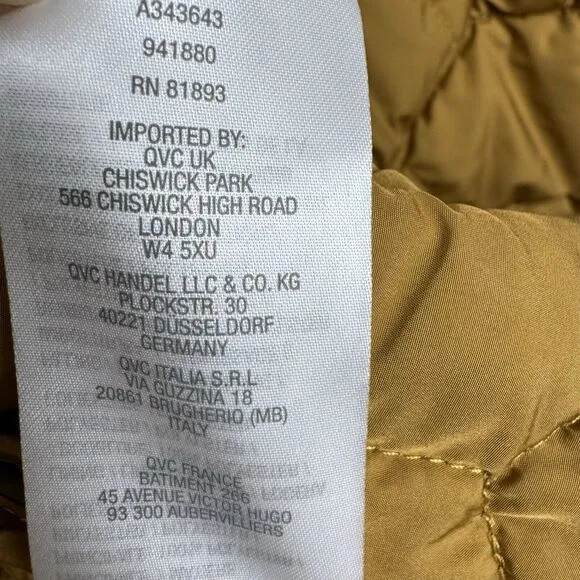 A343643
941880
RN 81893
IMPORTED BY:
QVC UK
CHISWICK PARK
566 CHISWICK HIGH ROAD
LONDON
W4 5XU
QVC HANDEL LLC & CO. KG
PLOCKSTR. 30
40221 DUSSELDORF
GERMANY
QVC ITALIA S.R.L
VIA GUZZINA 18
20861 BRUGHERIO (MB)
ITALY
QVC FRANCE
BATIMENT 266
45 AVENUE VICTOR HUGO
93 300 AUBERVILLIERS